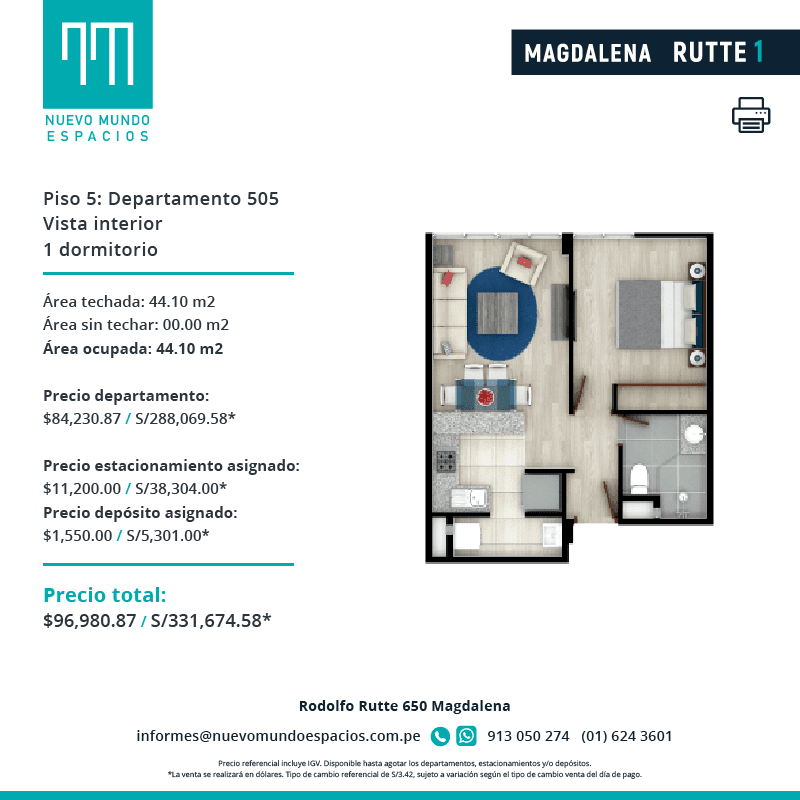 NUEVO MUNDO
ESPACIOS
MAGDALENA RUTTE 1
Piso 5: Departamento 505
Vista interior
1 dormitorio
Área techada: 44.10 m2
Área sin techar: 00.00 m2
Área ocupada: 44.10 m2
Precio departamento:
$84,230.87 / S/288,069.58*
Precio estacionamiento asignado:
$11,200.00 / S/38,304.00*
Precio depósito asignado:
$1,550.00 / S/5,301.00*
Precio total:
$96,980.87 / S/331,674.58*
Rodolfo Rutte 650 Magdalena
informes@nuevomundoespacios.com.pe 913 050 274 (01) 624 3601
Precio referencial incluye IGV. Disponible hasta agotar los departamentos, estacionamientos y/o depósitos.
*La venta se realizará en dólares. Tipo de cambio referencial de S/3.42, sujeto a variación según el tipo de cambio venta del día de pago.